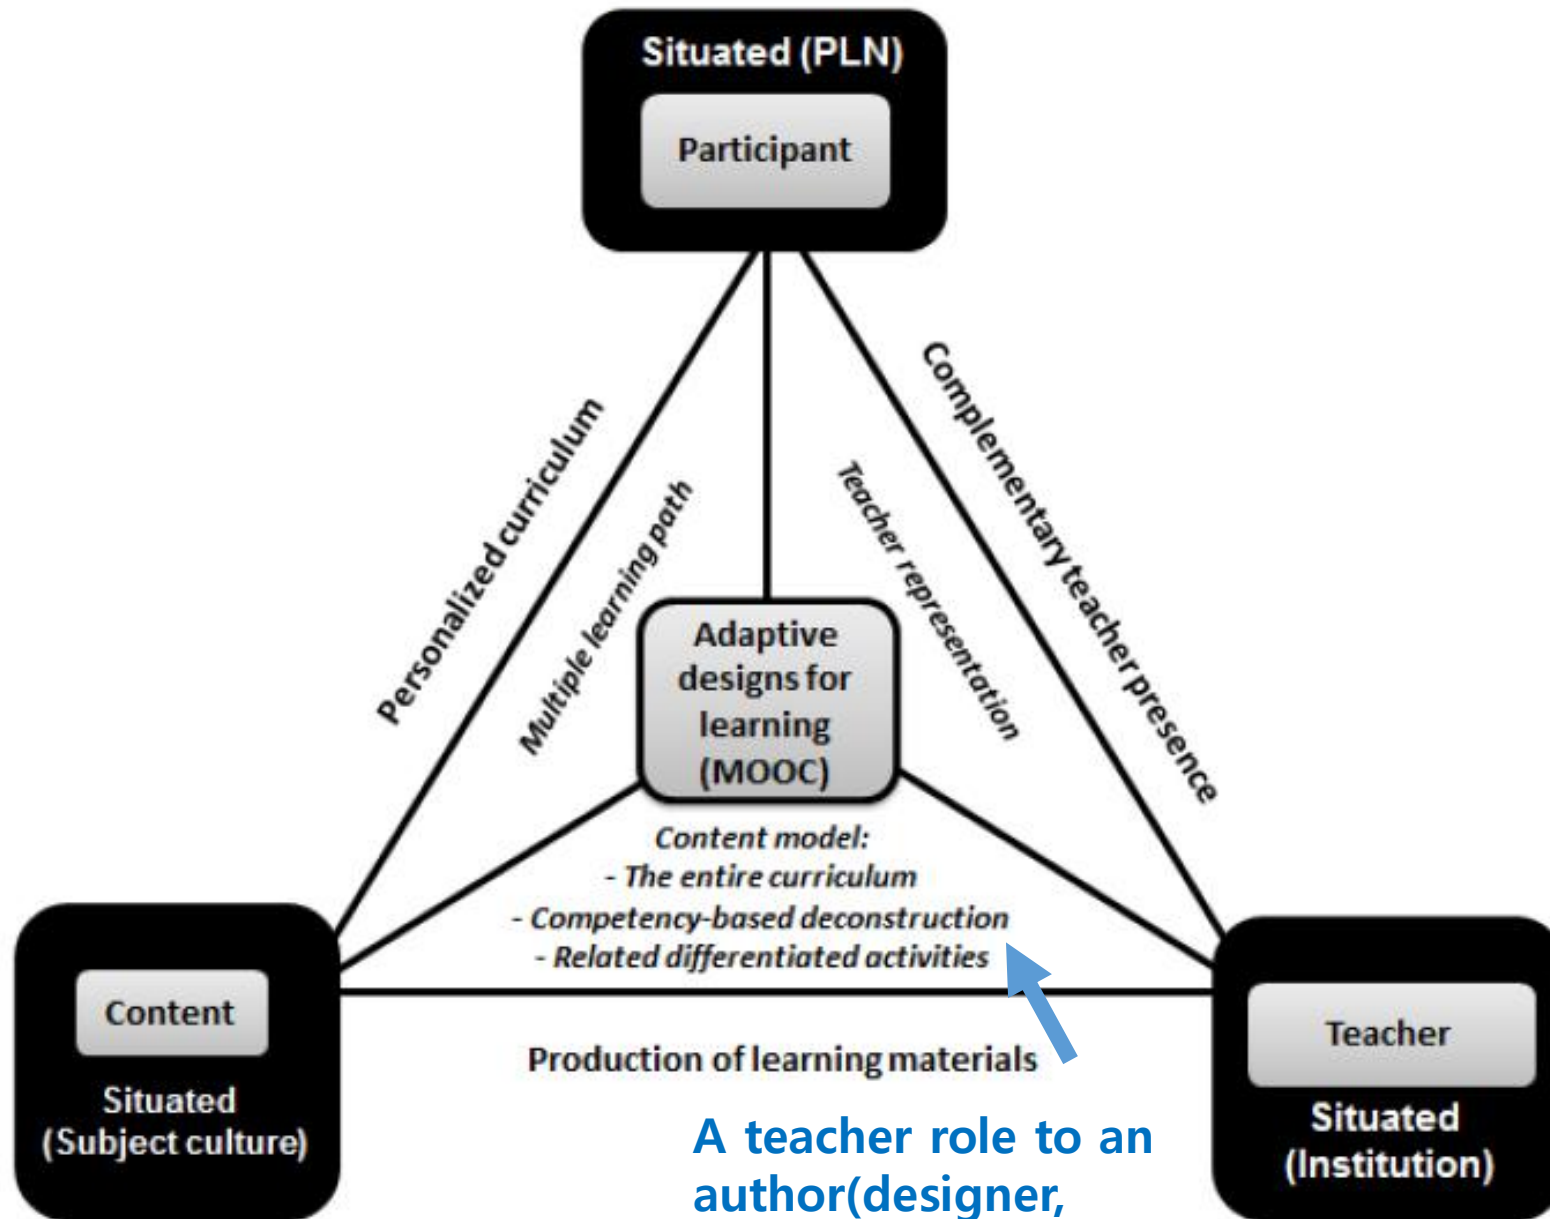 Situated (PLN)
Participant
Personalized curriculum
Multiple learning path
Teacher representation
Complementary teacher presence
Adaptive
designs for
learning
(MOOC)
Content model:
- The entire curriculum
- Competency-based deconstruction
- Related differentiated activities
Content
Situated
(Subject culture)
Production of learning materials
Teacher
Situated
(Institution)
A teacher role to an
author(designer,